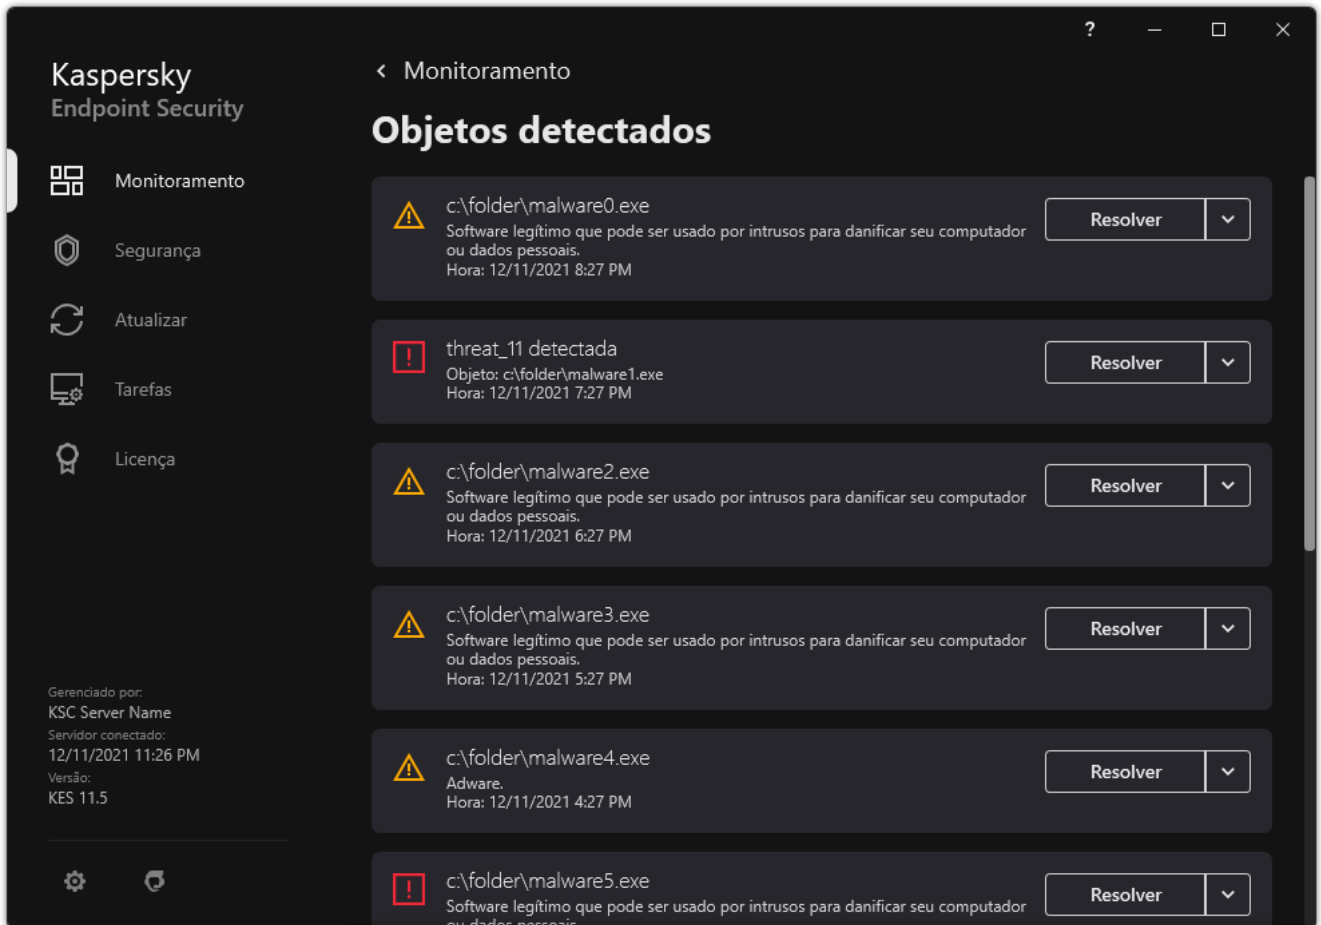 ?
Kaspersky
Endpoint Security
Monitoramento
Segurança
Atualizar
Tarefas
Licença
Gerenciado por:
KSC Server Name
Servidor conectado:
12/11/2021 11:26 PM
Versão:
KES 11.5
Monitoramento
Objetos detectados
c:\folder\malware0.exe
Software legítimo que pode ser usado por intrusos para danificar seu computador
ou dados pessoais.
Hora: 12/11/2021 8:27 PM
Resolver
threat_11 detectada
Objeto: c:\folder\malware1.exe
Hora: 12/11/2021 7:27 PM
Resolver
c:\folder\malware2.exe
Software legítimo que pode ser usado por intrusos para danificar seu computador
ou dados pessoais.
Hora: 12/11/2021 6:27 PM
Resolver
c:\folder\malware3.exe
Software legítimo que pode ser usado por intrusos para danificar seu computador
ou dados pessoais.
Hora: 12/11/2021 5:27 PM
Resolver
c:\folder\malware4.exe
Adware.
Hora: 12/11/2021 4:27 PM
Resolver
c:\folder\malware5.exe
Software legítimo que pode ser usado por intrusos para danificar seu computador
ou dados pessoais.
Resolver